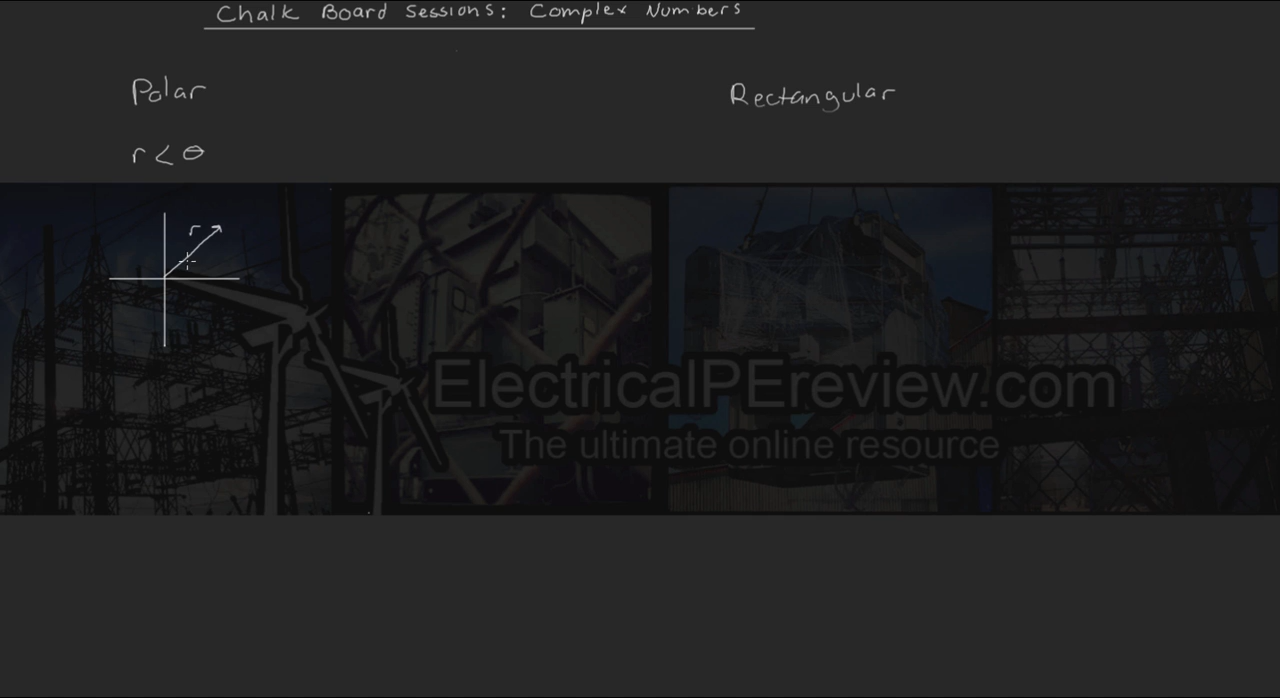 Chalk Board Sessions: Complex Numbers
Polar
Rectangular
r < θ
r
ElectricalPEreview.com
The ultimate online resource